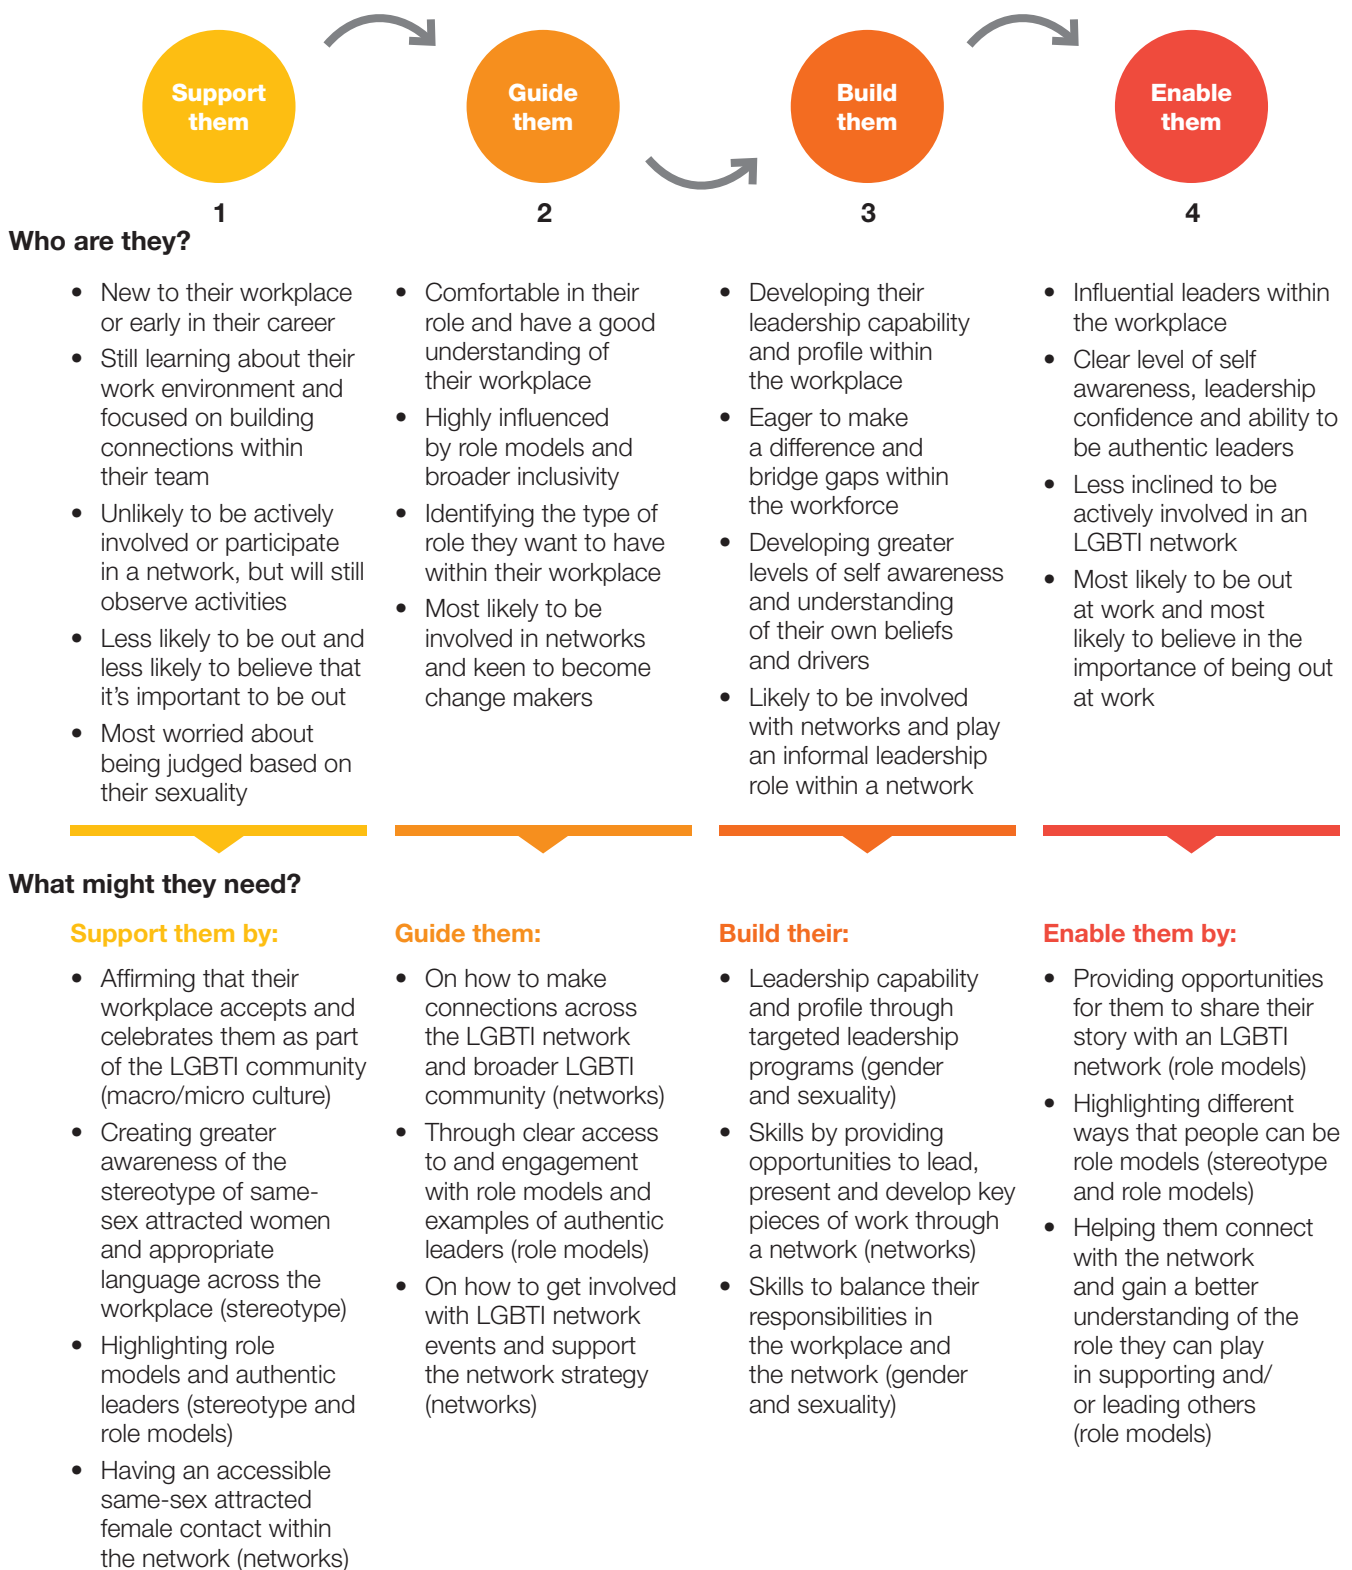 Support
them
Guide
them
Build
them
Enable
them
1
2
3
4
Who are they?
• New to their workplace
or early in their career
• Still learning about their
work environment and
focused on building
connections within
their team
• Unlikely to be actively
involved or participate
in a network, but will still
observe activities
• Less likely to be out and
less likely to believe that
it's important to be out
• Most worried about
being judged based on
their sexuality
• Comfortable in their
role and have a good
understanding of
their workplace
• Highly influenced
by role models and
broader inclusivity
• Identifying the type of
role they want to have
within their workplace
• Most likely to be
involved in networks
and keen to become
change makers
• Developing their
leadership capability
and profile within
the workplace
• Eager to make
a difference and
bridge gaps within
the workforce
• Developing greater
levels of self awareness
and understanding
of their own beliefs
and drivers
• Likely to be involved
with networks and play
an informal leadership
role within a network
• Influential leaders within
the workplace
• Clear level of self
awareness, leadership
confidence and ability to
be authentic leaders
• Less inclined to be
actively involved in an
LGBTI network
• Most likely to be out
at work and most
likely to believe in the
importance of being out
at work
What might they need?
Support them by:
• Affirming that their
workplace accepts and
celebrates them as part
of the LGBTI community
(macro/micro culture)
• Creating greater
awareness of the
stereotype of same-
sex attracted women
and appropriate
language across the
workplace (stereotype)
• Highlighting role
models and authentic
leaders (stereotype and
role models)
• Having an accessible
same-sex attracted
female contact within
the network (networks)
Guide them:
• On how to make
connections across
the LGBTI network
and broader LGBTI
community (networks)
• Through clear access
to and engagement
with role models and
examples of authentic
leaders (role models)
• On how to get involved
with LGBTI network
events and support
the network strategy
(networks)
Build their:
• Leadership capability
and profile through
targeted leadership
programs (gender
and sexuality)
• Skills by providing
opportunities to lead,
present and develop key
pieces of work through
a network (networks)
• Skills to balance their
responsibilities in
the workplace and
the network (gender
and sexuality)
Enable them by:
• Providing opportunities
for them to share their
story with an LGBTI
network (role models)
• Highlighting different
ways that people can be
role models (stereotype
and role models)
• Helping them connect
with the network
and gain a better
understanding of the
role they can play
in supporting and/
or leading others
(role models)